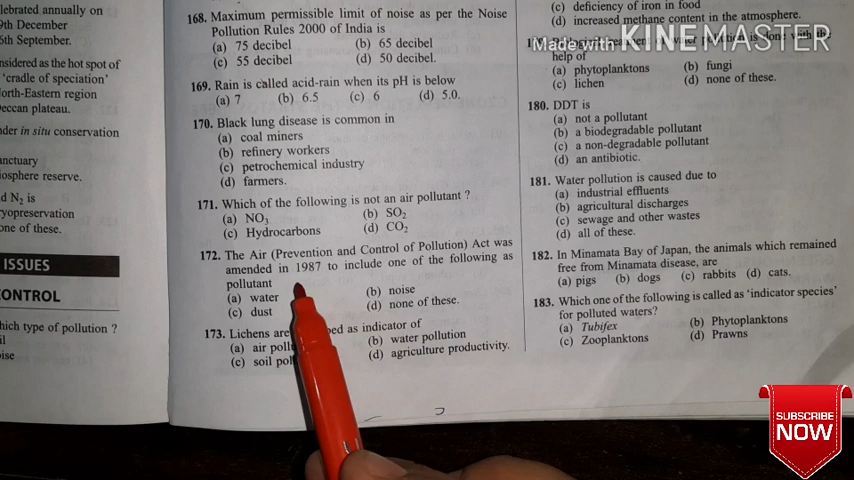 lebrated annually on
9th December
6th September.
nsidered as the hot spot of
'cradle of speciation'
orth-Eastern region
eccan plateau.
nder in situ conservation
anctuary
iosphere reserve.
d N₂ is
ryopreservation
one of these.
ISSUES
ONTROL
hich type of pollution ?
il
oise
168. Maximum permissible limit of noise as per the Noise
Pollution Rules 2000 of India is
(a) 75 decibel (b) 65 decibel
(c) 55 decibel (d) 50 decibel.
169. Rain is called acid-rain when its pH is below
(a) 7 (b) 6.5 (c) 6 (d) 5.0.
170. Black lung disease is common in
(a) coal miners
(b) refinery workers
(c) petrochemical industry
(d) farmers.
171. Which of the following is not an air pollutant ?
(a) NO₃ (b) SO₂
(c) Hydrocarbons (d) CO₂
172. The Air (Prevention and Control of Pollution) Act was
amended in 1987 to include one of the following as
pollutant
(a) water (b) noise
(c) dust (d) none of these.
173. Lichens are ed as indicator of
(a) air pollu (b) water pollution
(c) soil pol (d) agriculture productivity.
(c) deficiency of iron in food
(d) increased methane content in the atmosphere.
help of
(a) phytoplanktons (b) fungi
(c) lichen (d) none of these.
180. DDT is
(a) not a pollutant
(b) a biodegradable pollutant
(c) a non-degradable pollutant
(d) an antibiotic.
181. Water pollution is caused due to
(a) industrial effluents
(b) agricultural discharges
(c) sewage and other wastes
(d) all of these.
182. In Minamata Bay of Japan, the animals which remained
free from Minamata disease, are
(a) pigs (b) dogs (c) rabbits (d) cats.
183. Which one of the following is called as 'indicator species'
for polluted waters?
(a) Tubifex (b) Phytoplanktons
(c) Zooplanktons (d) Prawns
Made with KINEMASTER
SUBSCRIBE
NOW